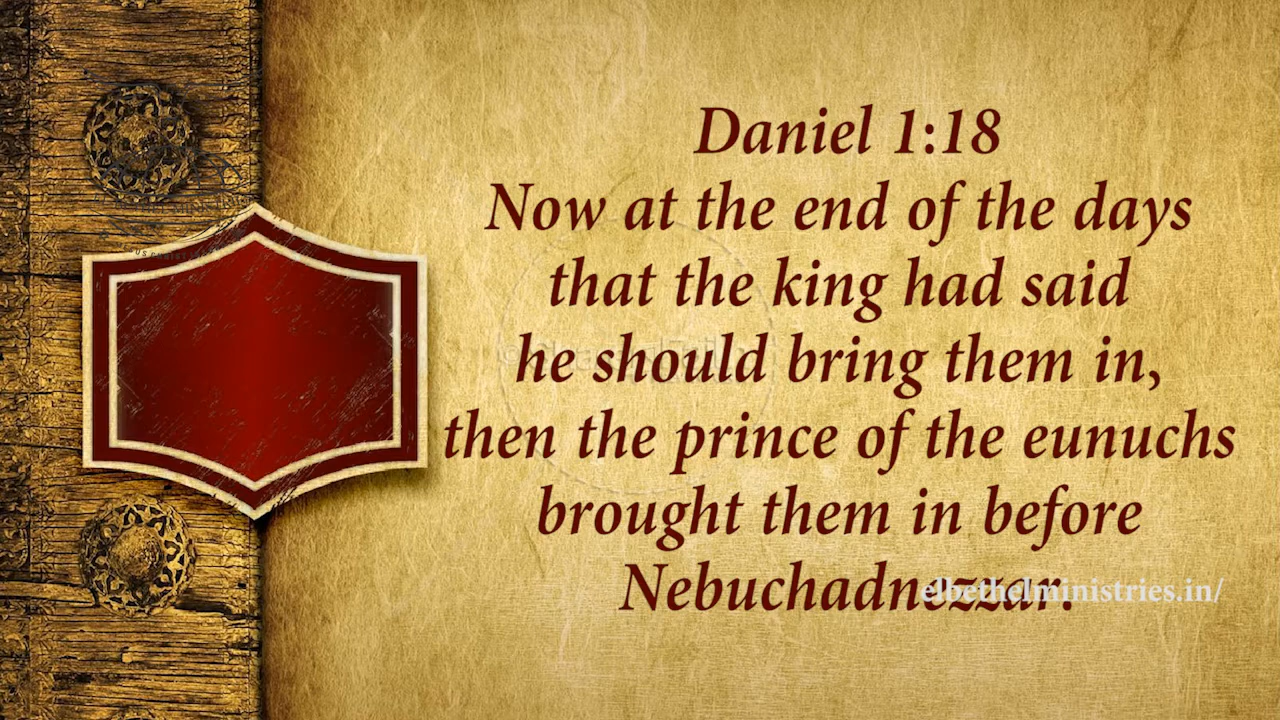 Daniel 1:18
Now at the end of the days
that the king had said
he should bring them in,
then the prince of the eunuchs
brought them in before
Nebuchadnezzar.
elbethelministries.in/